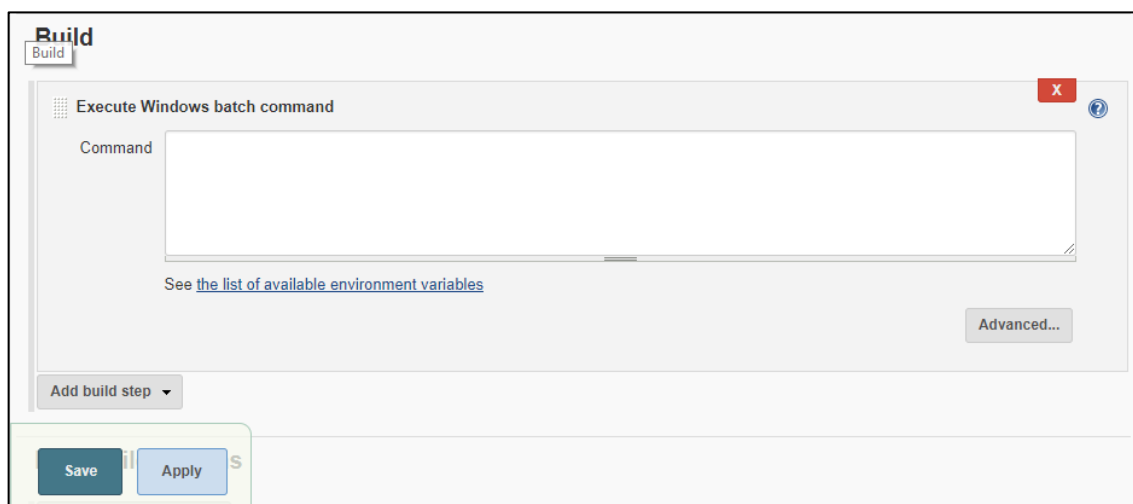 Build
Build
Execute Windows batch command
X
?
Command
See the list of available environment variables
Advanced...
Add build step
Save
Apply